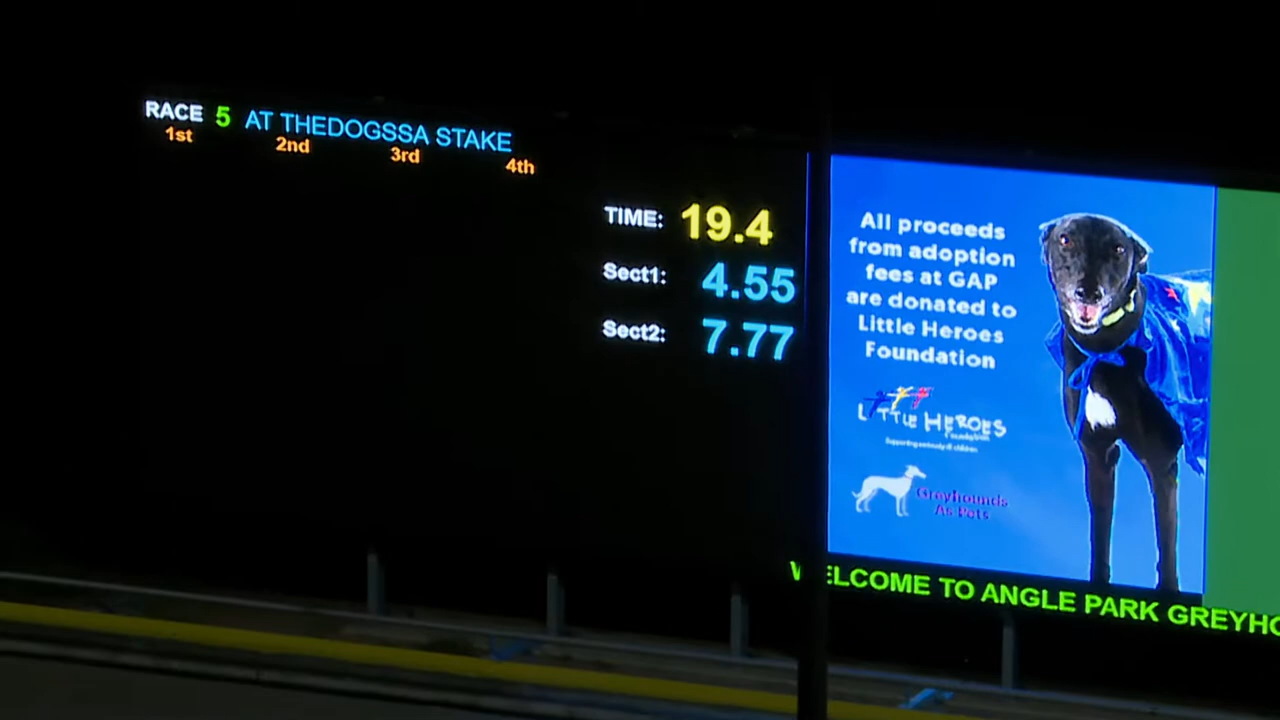 RACE 5 AT THEDOGSSA STAKE
1st 2nd 3rd 4th
TIME: 19.4
Sect1: 4.55
Sect2: 7.77
All proceeds
from adoption
fees at GAP
are donated to
Little Heroes
Foundation
LITTLE HEROES
Foundation
Greyhounds
As Pets
WELCOME TO ANGLE PARK GREYHO